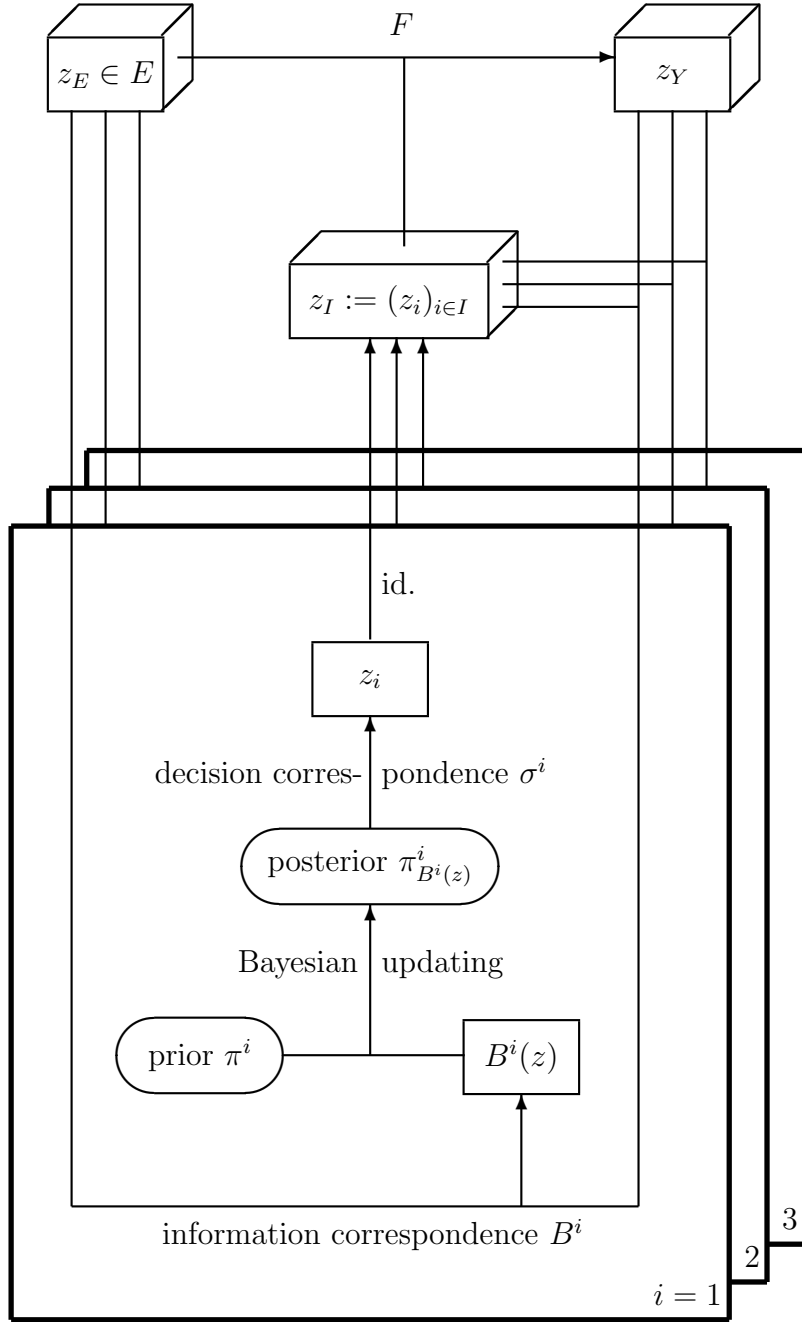 F
z_E ∈ E
z_Y
z_I := (z_i)_{i∈I}
id.
z_i
decision corres- pondence σ^i
posterior π^i_{B^i(z)}
Bayesian updating
prior π^i
B^i(z)
information correspondence B^i
3
2
i = 1